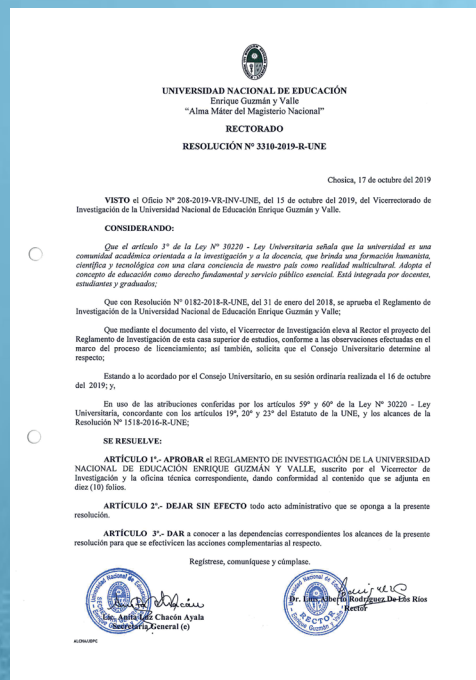 UNIVERSIDAD NACIONAL DE EDUCACIÓN
Enrique Guzmán y Valle
"Alma Máter del Magisterio Nacional"
RECTORADO
RESOLUCIÓN Nº 3310-2019-R-UNE
Chosica, 17 de octubre del 2019
VISTO el Oficio Nº 208-2019-VR-INV-UNE, del 15 de octubre del 2019, del Vicerrectorado de
Investigación de la Universidad Nacional de Educación Enrique Guzmán y Valle.
CONSIDERANDO:
Que el artículo 3° de la Ley Nº 30220 - Ley Universitaria señala que la universidad es una
comunidad académica orientada a la investigación y a la docencia, que brinda una formación humanista,
científica y tecnológica con una clara conciencia de nuestro país como realidad multicultural. Adopta el
concepto de educación como derecho fundamental y servicio público esencial. Está integrada por docentes,
estudiantes y graduados;
Que con Resolución Nº 0182-2018-R-UNE, del 31 de enero del 2018, se aprueba el Reglamento de
Investigación de la Universidad Nacional de Educación Enrique Guzmán y Valle;
Que mediante el documento del visto, el Vicerrector de Investigación eleva al Rector el proyecto del
Reglamento de Investigación de esta casa superior de estudios, conforme a las observaciones efectuadas en el
marco del proceso de licenciamiento; así también, solicita que el Consejo Universitario determine al
respecto;
Estando a lo acordado por el Consejo Universitario, en su sesión ordinaria realizada el 16 de octubre
del 2019; y,
En uso de las atribuciones conferidas por los artículos 59° y 60° de la Ley Nº 30220 - Ley
Universitaria, concordante con los artículos 19°, 20° y 23° del Estatuto de la UNE, y los alcances de la
Resolución Nº 1518-2016-R-UNE;
SE RESUELVE:
ARTÍCULO 1°.- APROBAR el REGLAMENTO DE INVESTIGACIÓN DE LA UNIVERSIDAD
NACIONAL DE EDUCACIÓN ENRIQUE GUZMÁN Y VALLE, suscrito por el Vicerrector de
Investigación y la oficina técnica correspondiente, dando conformidad al contenido que se adjunta en
diez (10) folios.
ARTÍCULO 2°.- DEJAR SIN EFECTO todo acto administrativo que se oponga a la presente
resolución.
ARTÍCULO 3°.- DAR a conocer a las dependencias correspondientes los alcances de la presente
resolución para que se efectivicen las acciones complementarias al respecto.
Regístrese, comuníquese y cúmplase.
Lic. Anita Luz Chacón Ayala
Secretaria General (e)
Dr. Luis Alberto Rodríguez De Los Ríos
Rector
RECTOR